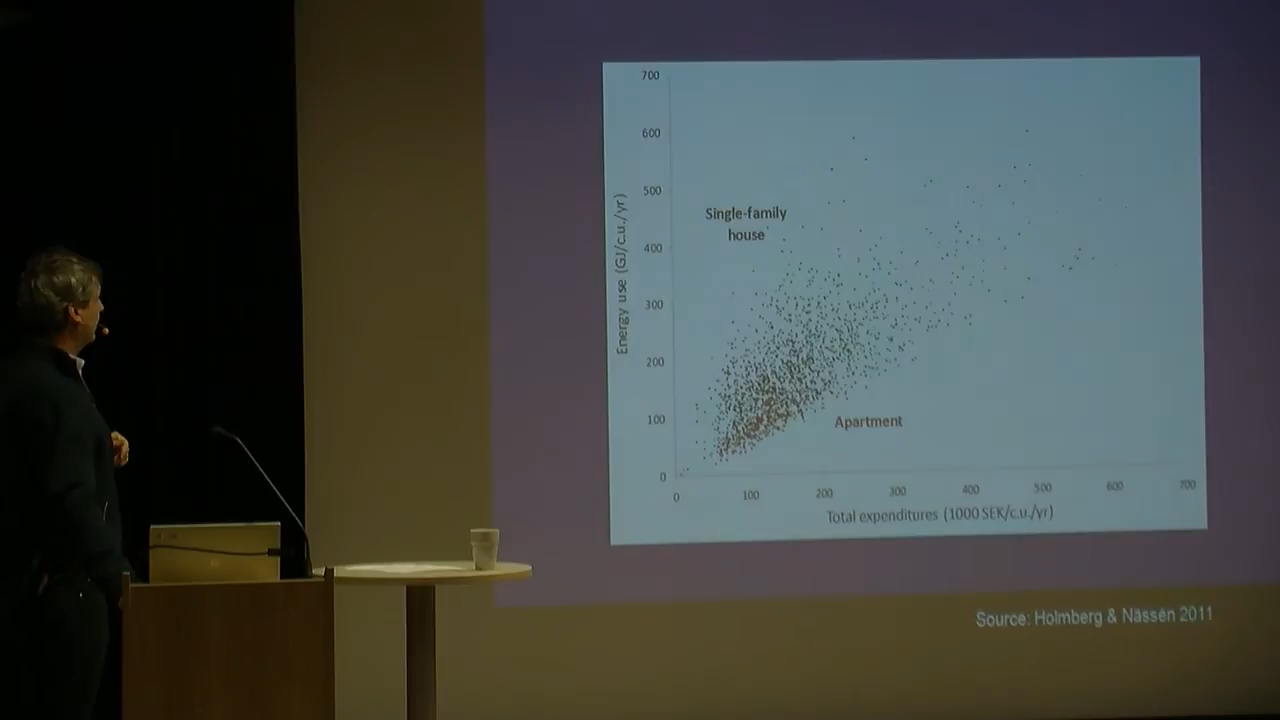 700
600
500
400
300
200
100
0
Energy use (GJ/c.u./yr)
Single-family
house
Apartment
0 100 200 300 400 500 600 700
Total expenditures (1000 SEK/c.u./yr)
Source: Holmberg & Nässén 2011